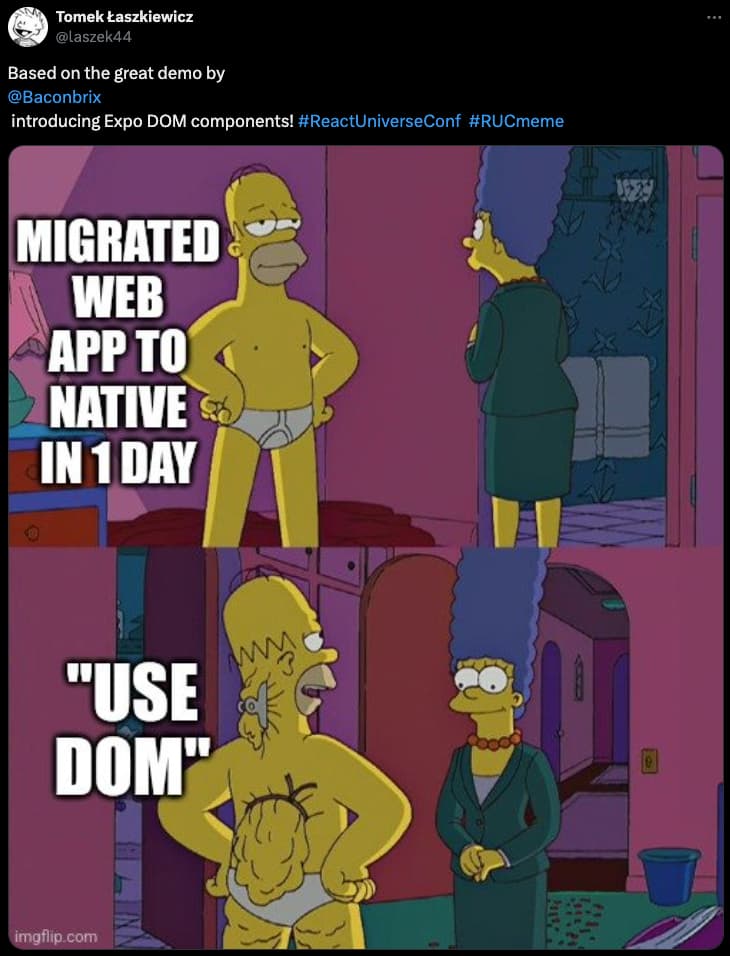 Tomek Łaszkiewicz
@laszek44
Based on the great demo by
@Baconbrix
introducing Expo DOM components! #ReactUniverseConf #RUCmeme
MIGRATED
WEB
APP TO
NATIVE
IN 1 DAY
"USE
DOM"
imgflip.com